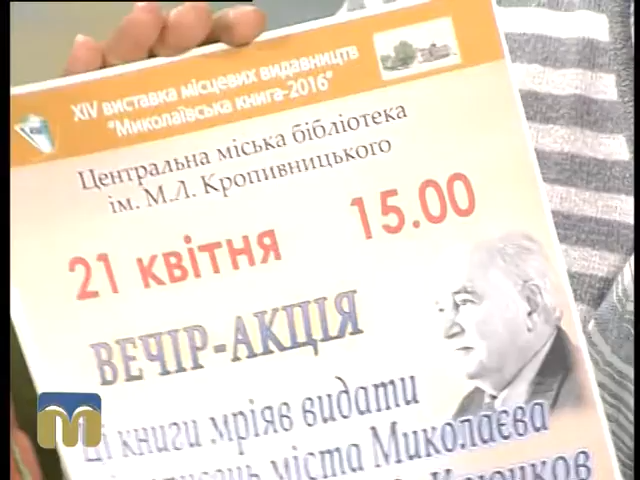 XIV виставка місцевих видавництв
"Миколаївська книга-2016"
Центральна міська бібліотека
ім. М.Л. Кропивницького
21 квітня 15.00
ВЕЧІР-АКЦІЯ
Ці книги мріяв видати
міста Миколаєва